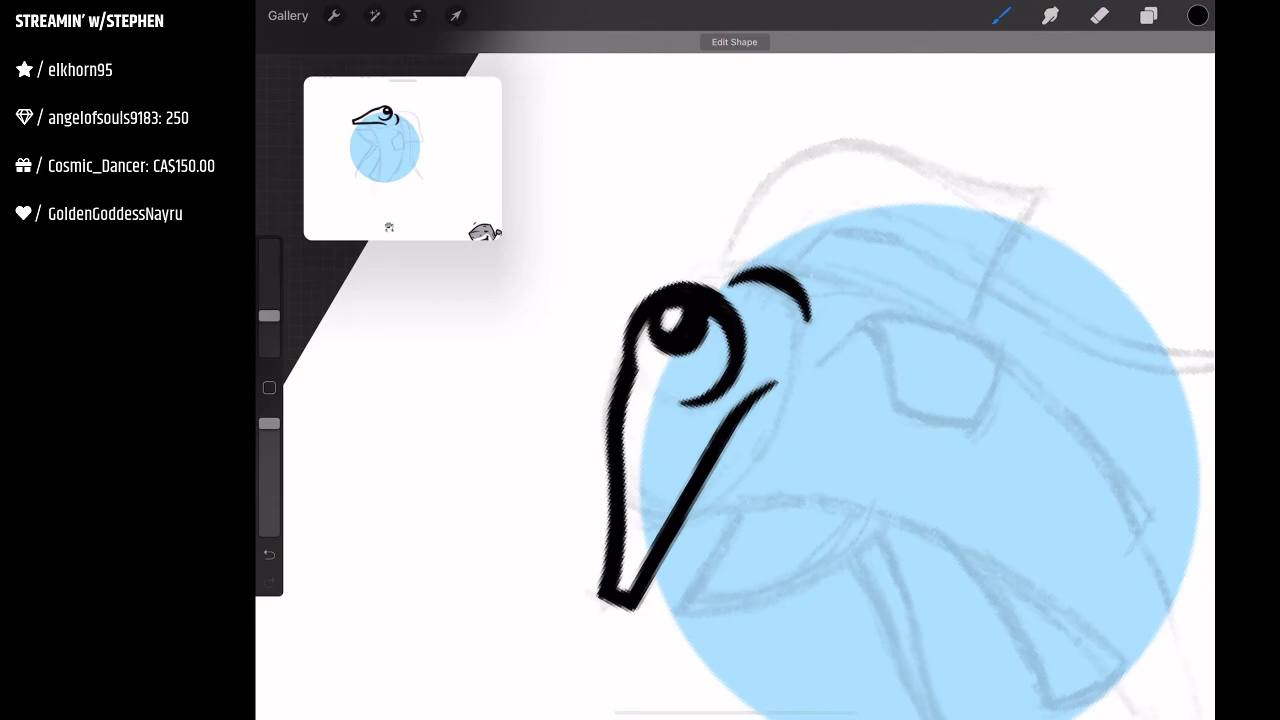 STREAMIN' w/STEPHEN
/ elkhorn95
/ angelofsouls9183: 250
/ Cosmic_Dancer: CA$150.00
/ GoldenGoddessNayru
Gallery
Edit Shape